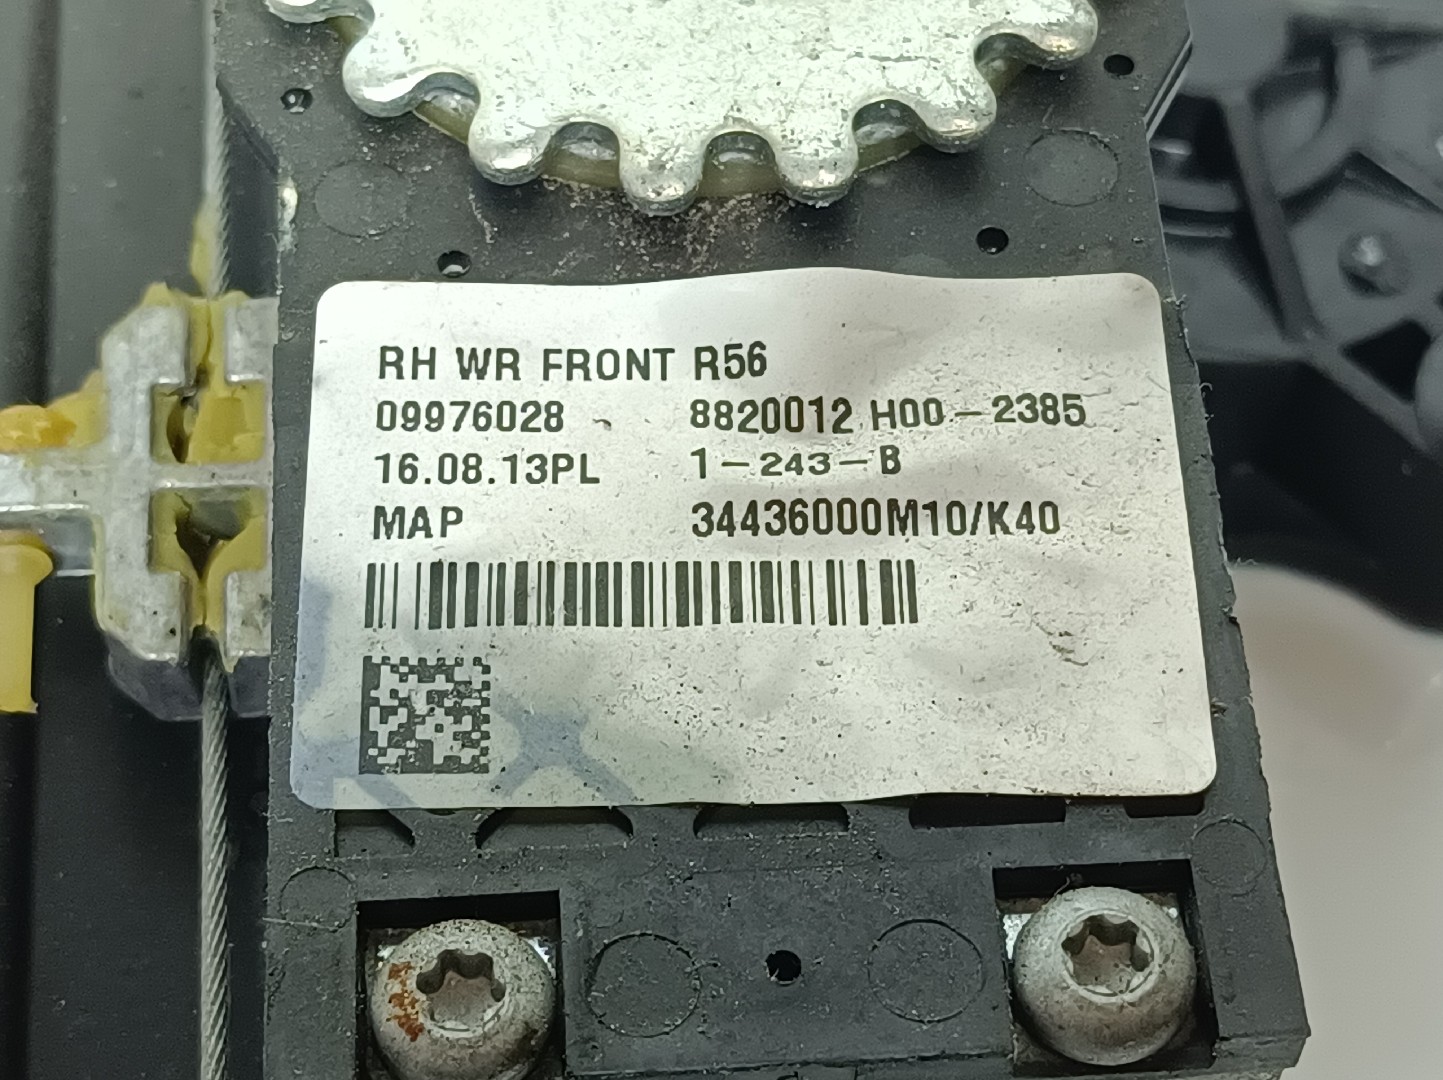 RH WR FRONT R56
09976028 8820012 H00-2385
16.08.13PL 1-243-B
MAP 34436000M10/K40